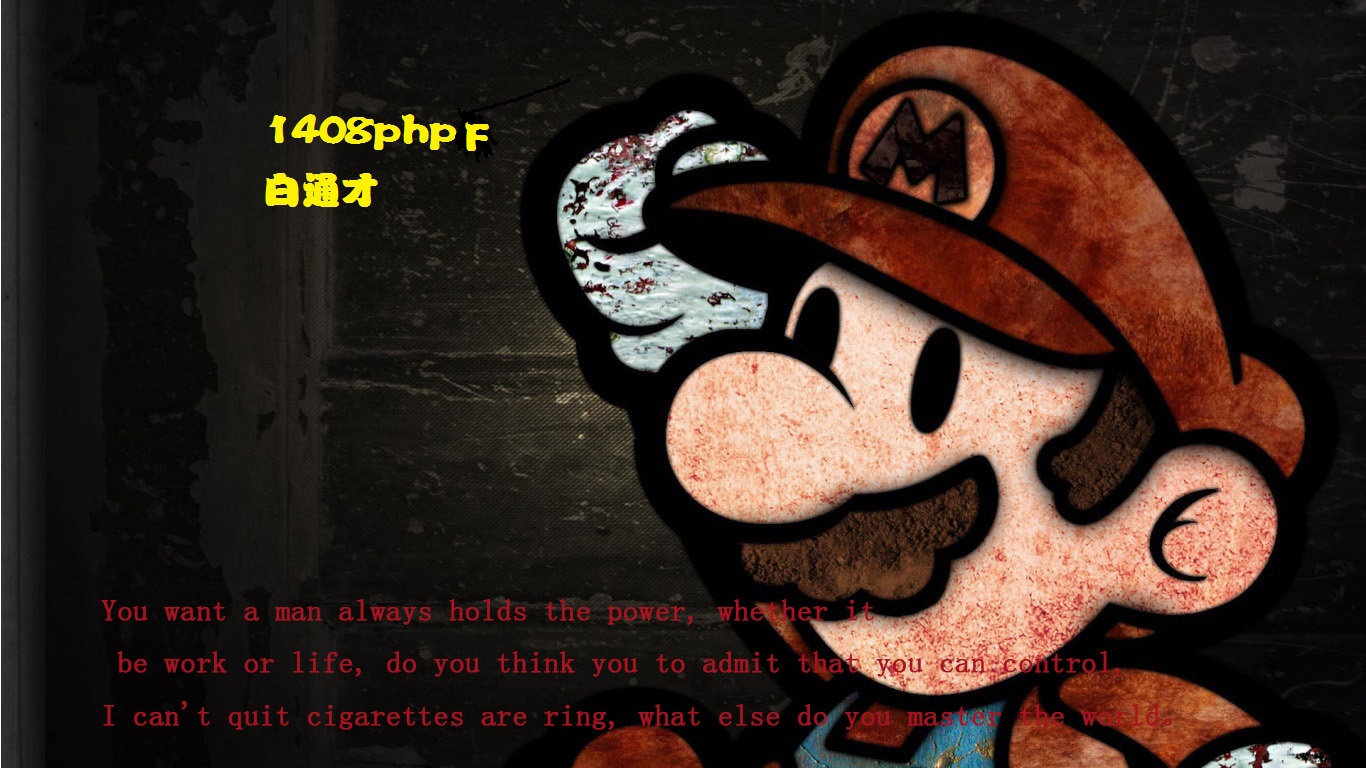 1408phpF
白通才
M
You want a man always holds the power, whether it
be work or life, do you think you to admit that you can control.
I can't quit cigarettes are ring, what else do you master the world.